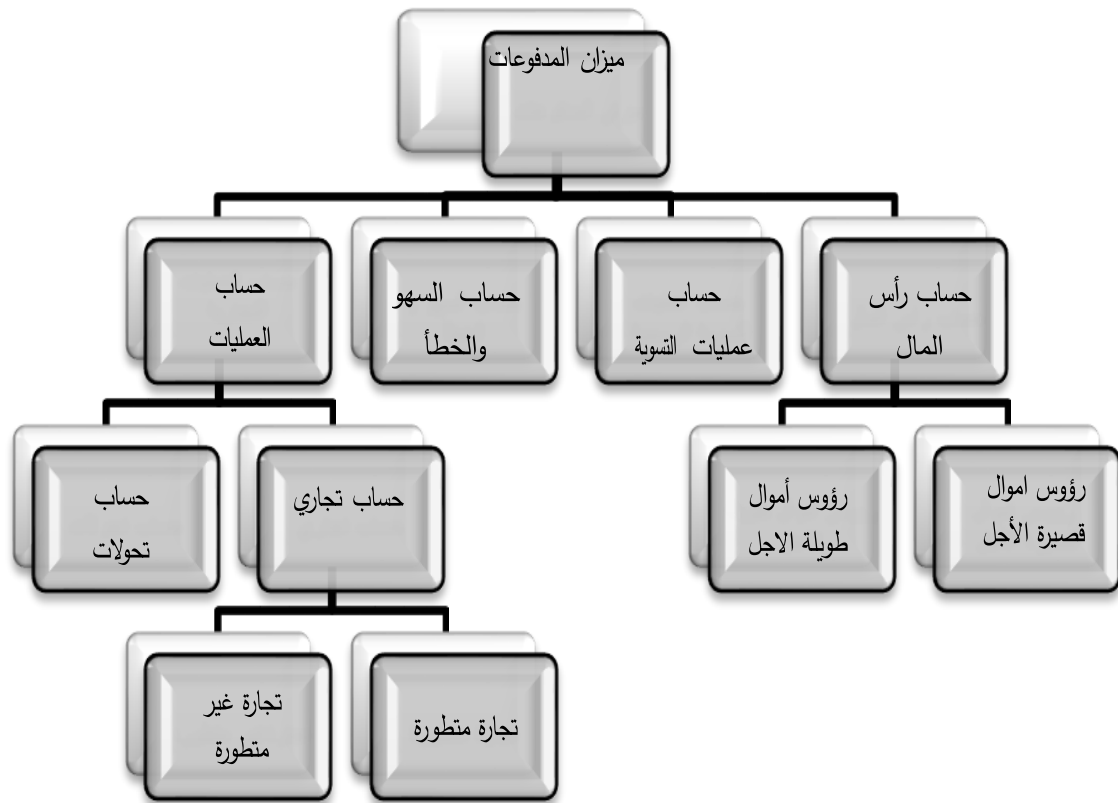 ميزان المدفوعات
حساب رأس
المال
حساب
عمليات التسوية
حساب السهو
والخطأ
حساب
العمليات
رؤوس اموال
قصيرة الأجل
رؤوس أموال
طويلة الاجل
حساب تجاري
حساب
تحولات
تجارة متطورة
تجارة غير
متطورة